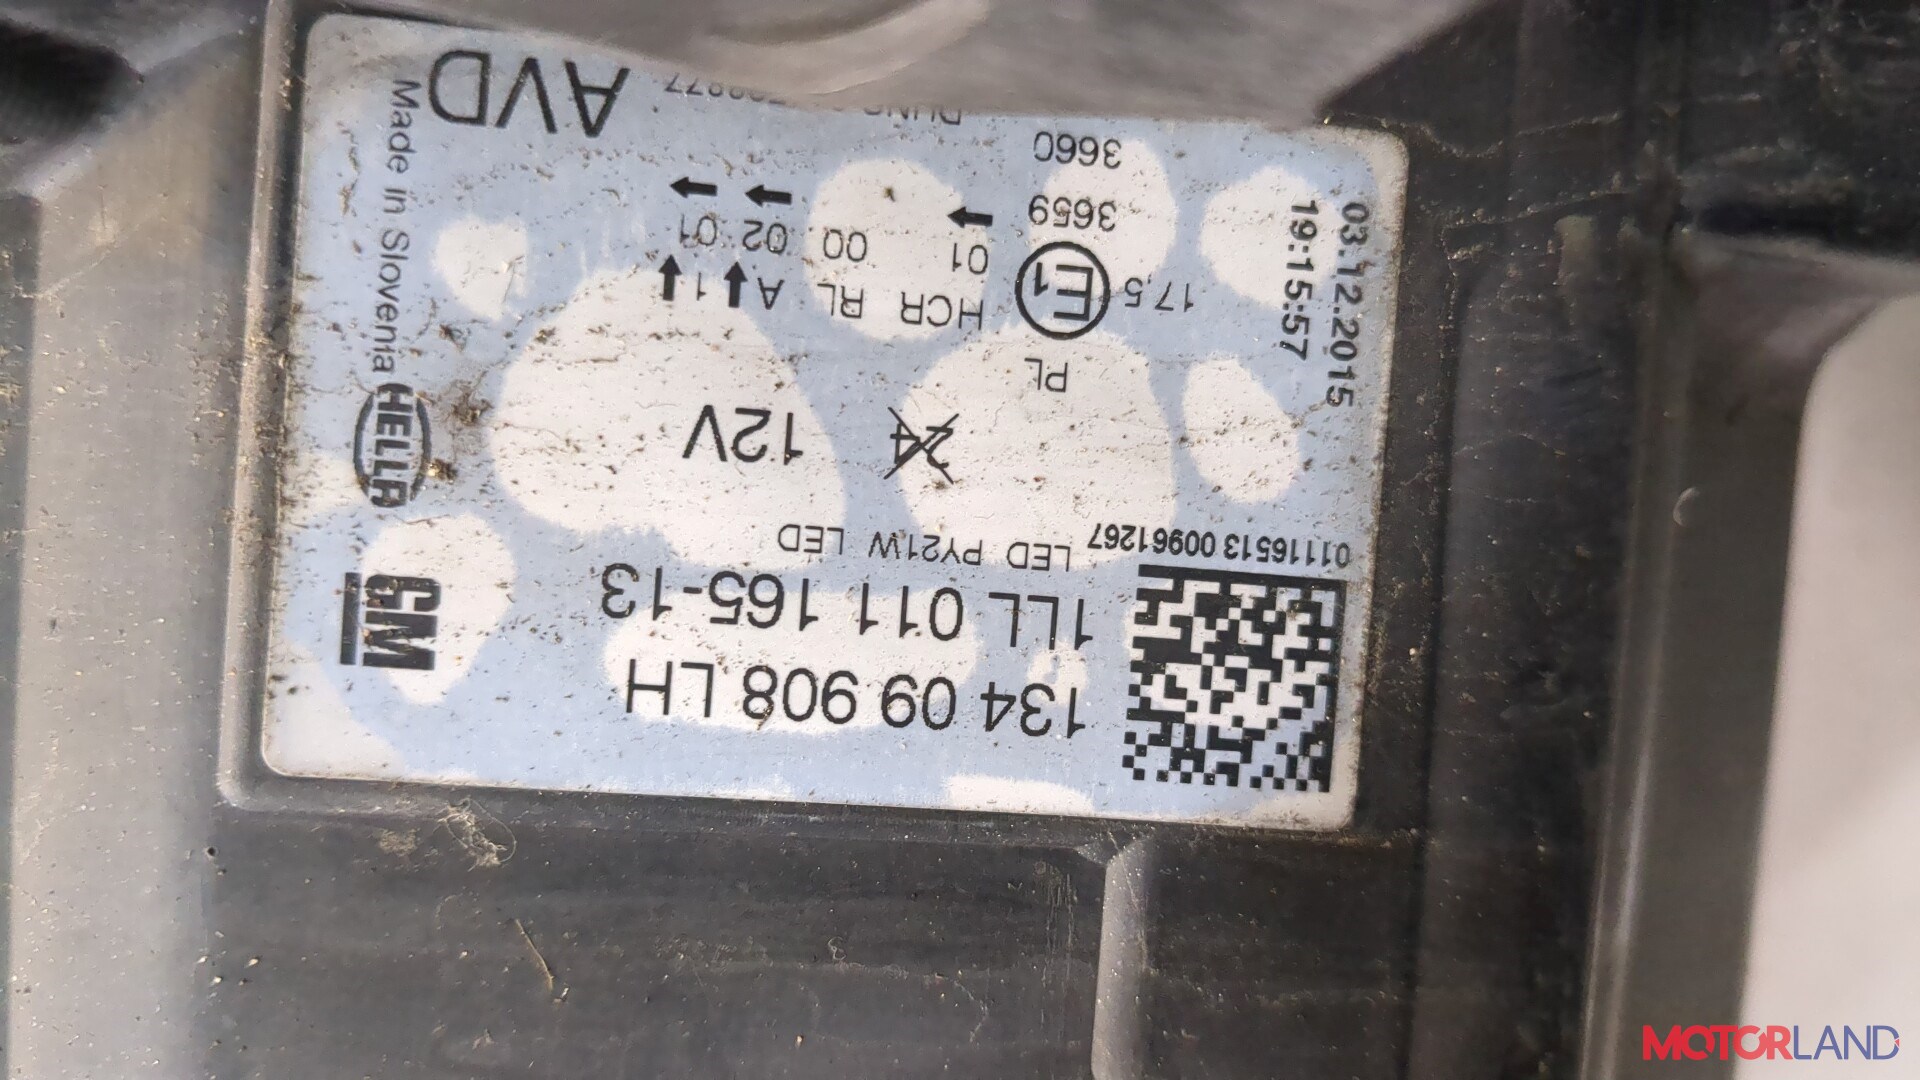 134 09 908 LH
1LL 011 165-13
LED PY21W LED
01116513 00961267
24 12V
PL
17,5 E1 HCR RL A 1
01 00 02 01
3659
3660
AVD
GM
HELLA
Made in Slovenia
03.12.2015
19:15:57
MOTORLAND